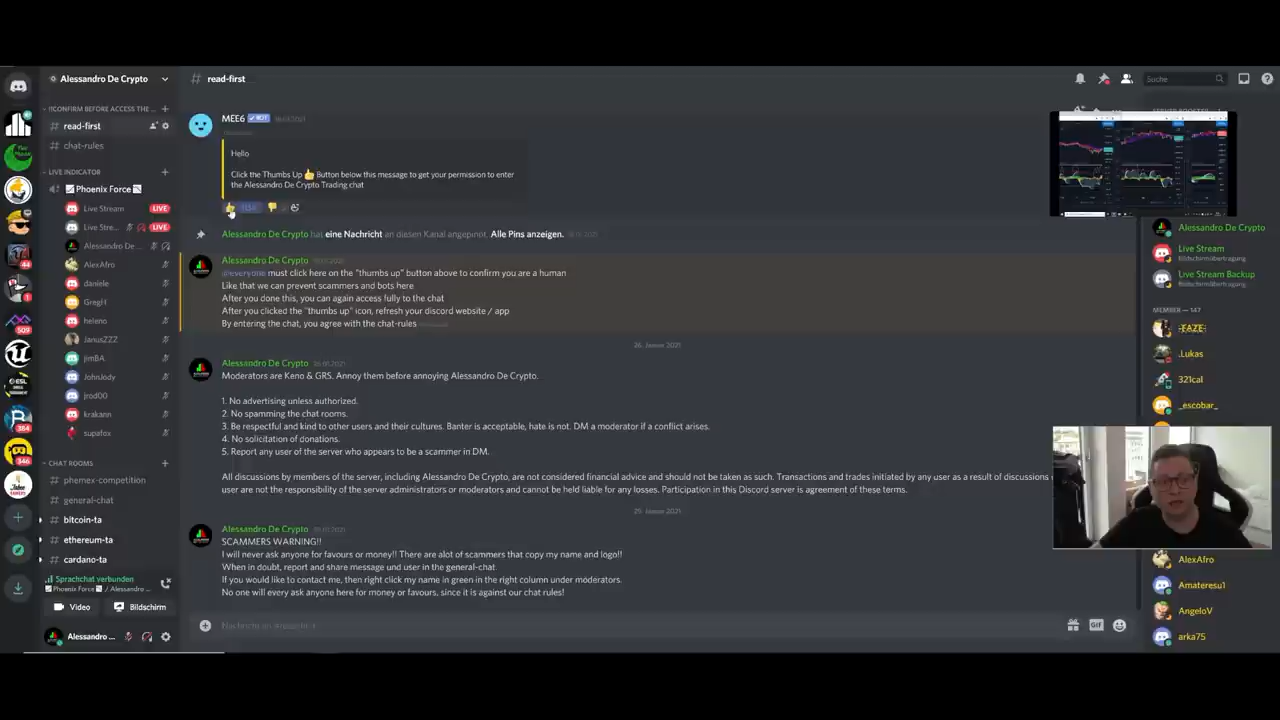 Alessandro De Crypto
!!CONFIRM BEFORE ACCESS THE ...
read-first
chat-rules
LIVE INDICATOR
Phoenix Force
Live Stream LIVE
Live Stre... LIVE
Alessandro De...
AlexAfro
daniele
GregH
heleno
JanusZZZ
jimBA
JohnJody
jrod00
krakann
supafox
CHAT ROOMS
phemex-competition
general-chat
bitcoin-ta
ethereum-ta
cardano-ta
Sprachchat verbunden
Phoenix Force / Alessandro ...
Video Bildschirm
Alessandro ...
44
1
509
384
346
# read-first
Suche
MEE6 BOT
Hello
Click the Thumbs Up 👍 Button below this message to get your permission to enter
the Alessandro De Crypto Trading chat
Alessandro De Crypto hat eine Nachricht an diesen Kanal angepinnt. Alle Pins anzeigen.
Alessandro De Crypto
@everyone must click here on the "thumbs up" button above to confirm you are a human
Like that we can prevent scammers and bots here
After you done this, you can again access fully to the chat
After you clicked the "thumbs up" icon, refresh your discord website / app
By entering the chat, you agree with the chat-rules
26. Januar 2021
Alessandro De Crypto
Moderators are Keno & GRS. Annoy them before annoying Alessandro De Crypto.
1. No advertising unless authorized.
2. No spamming the chat rooms.
3. Be respectful and kind to other users and their cultures. Banter is acceptable, hate is not. DM a moderator if a conflict arises.
4. No solicitation of donations.
5. Report any user of the server who appears to be a scammer in DM.
All discussions by members of the server, including Alessandro De Crypto, are not considered financial advice and should not be taken as such. Transactions and trades initiated by any user as a result of discussions
user are not the responsibility of the server administrators or moderators and cannot be held liable for any losses. Participation in this Discord server is agreement of these terms.
29. Januar 2021
Alessandro De Crypto
SCAMMERS WARNING!!
I will never ask anyone for favours or money!! There are alot of scammers that copy my name and logo!!
When in doubt, report and share message und user in the general-chat.
If you would like to contact me, then right click my name in green in the right column under moderators.
No one will every ask anyone here for money or favours, since it is against our chat rules!
GIF
Alessandro De Crypto
Live Stream
Bildschirmübertragung
Live Stream Backup
Bildschirmübertragung
MEMBER — 147
-FAZE-
.Lukas
321cal
_escobar_
AlexAfro
Amateresu1
AngeloV
arka75